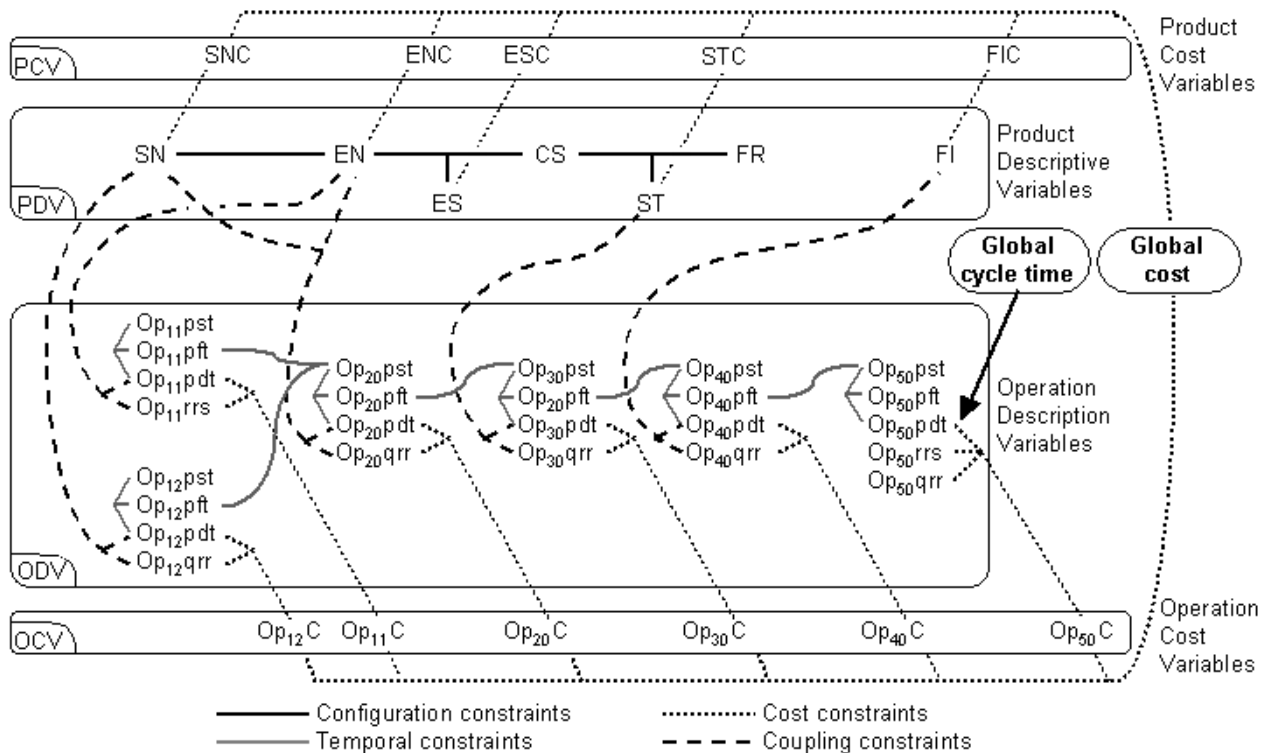 SNC ENC ESC STC FIC
PCV
Product
Cost
Variables
SN EN CS FR FI
ES ST
PDV
Product
Descriptive
Variables
Global
cycle time
Global
cost
Op11pst
Op11pft
Op11pdt
Op11rrs
Op12pst
Op12pft
Op12pdt
Op12qrr
Op20pst
Op20pft
Op20pdt
Op20qrr
Op30pst
Op20pft
Op30pdt
Op30qrr
Op40pst
Op40pft
Op40pdt
Op40qrr
Op50pst
Op50pft
Op50pdt
Op50rrs
Op50qrr
ODV
Operation
Description
Variables
OCV
Op12C Op11C Op20C Op30C Op40C Op50C
Operation
Cost
Variables
Configuration constraints
Cost constraints
Temporal constraints
Coupling constraints